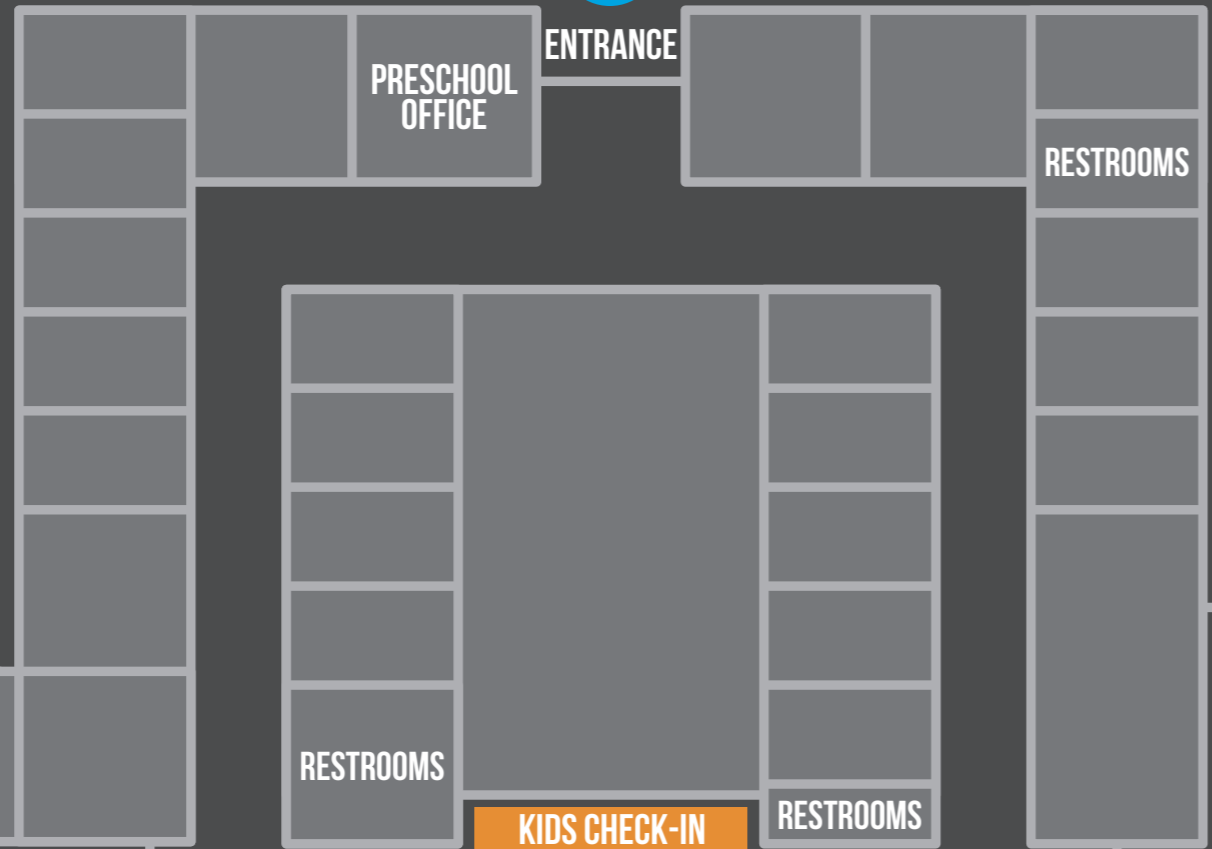 ENTRANCE
PRESCHOOL
OFFICE
RESTROOMS
RESTROOMS
RESTROOMS
KIDS CHECK-IN